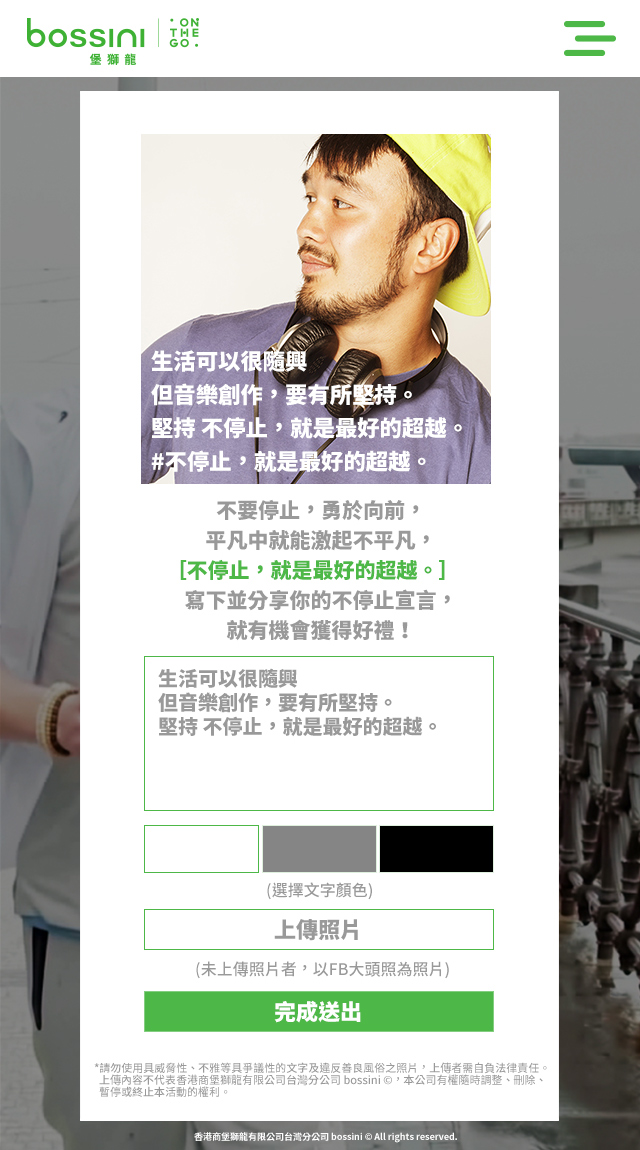 bossini
堡獅龍
• ON
THE
GO •
生活可以很隨興
但音樂創作，要有所堅持。
堅持 不停止，就是最好的超越。
#不停止，就是最好的超越。
不要停止，勇於向前，
平凡中就能激起不平凡，
[不停止，就是最好的超越。]
寫下並分享你的不停止宣言，
就有機會獲得好禮！
生活可以很隨興
但音樂創作，要有所堅持。
堅持 不停止，就是最好的超越。
(選擇文字顏色)
上傳照片
(未上傳照片者，以FB大頭照為照片)
完成送出
*請勿使用具威脅性、不雅等具爭議性的文字及違反善良風俗之照片，上傳者需自負法律責任。
上傳內容不代表香港商堡獅龍有限公司台灣分公司 bossini ©，本公司有權隨時調整、刪除、
暫停或終止本活動的權利。
香港商堡獅龍有限公司台灣分公司 bossini © All rights reserved.